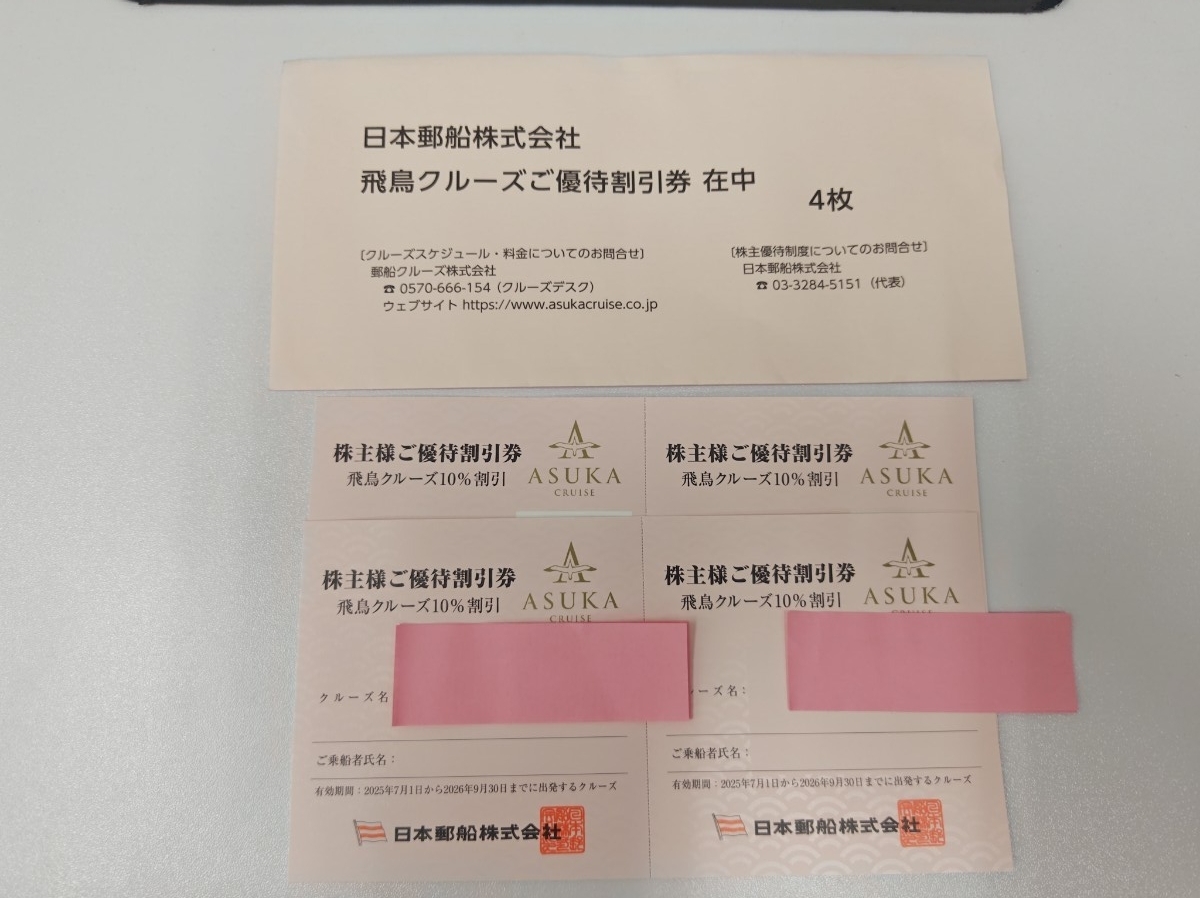 日本郵船株式会社
飛鳥クルーズご優待割引券 在中
4枚
〔クルーズスケジュール・料金についてのお問合せ〕
郵船クルーズ株式会社
☎ 0570-666-154（クルーズデスク）
ウェブサイト https://www.asukacruise.co.jp
〔株主優待制度についてのお問合せ〕
日本郵船株式会社
☎ 03-3284-5151（代表）
株主様ご優待割引券
飛鳥クルーズ10％割引
ASUKA
CRUISE
株主様ご優待割引券
飛鳥クルーズ10％割引
ASUKA
CRUISE
株主様ご優待割引券
飛鳥クルーズ10％割引
ASUKA
CRUISE
クルーズ名
ご乗船者氏名：
有効期間：2025年7月1日から2026年9月30日までに出発するクルーズ
日本郵船株式会社
株主様ご優待割引券
飛鳥クルーズ10％割引
ASUKA
CRUISE
ーズ名：
ご乗船者氏名：
有効期間：2025年7月1日から2026年9月30日までに出発するクルーズ
日本郵船株式会社